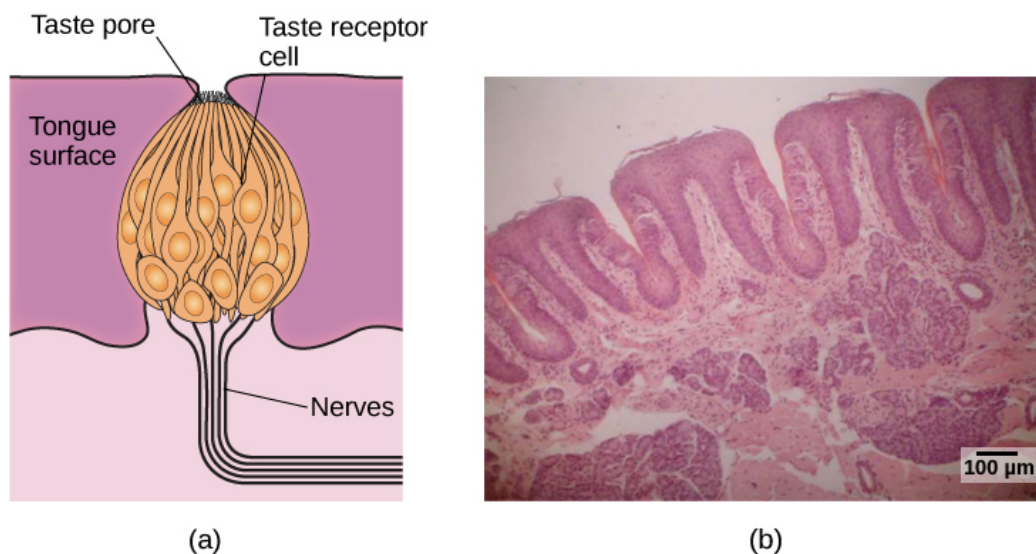 Taste pore
Taste receptor
cell
Tongue
surface
Nerves
100 µm
(a)
(b)